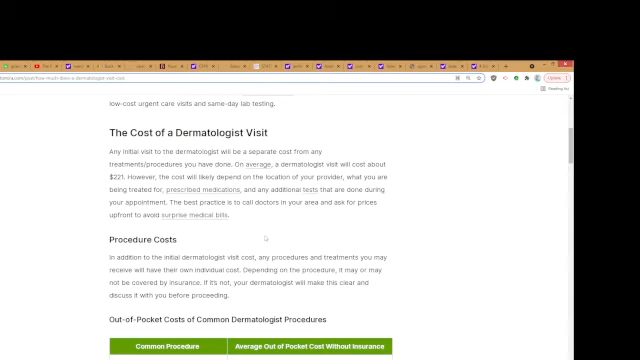 low-cost urgent care visits and same-day lab testing.
The Cost of a Dermatologist Visit
Any initial visit to the dermatologist will be a separate cost from any
treatments/procedures you have done. On average, a dermatologist visit will cost about
$221. However, the cost will likely depend on the location of your provider, what you are
being treated for, prescribed medications, and any additional tests that are done during
your appointment. The best practice is to call doctors in your area and ask for prices
upfront to avoid surprise medical bills.
Procedure Costs
In addition to the initial dermatologist visit cost, any procedures and treatments you may
receive will have their own individual cost. Depending on the procedure, it may or may
not be covered by insurance. If it's not, your dermatologist will make this clear and
discuss it with you before proceeding.
Out-of-Pocket Costs of Common Dermatologist Procedures
Common Procedure Average Out of Pocket Cost Without Insurance